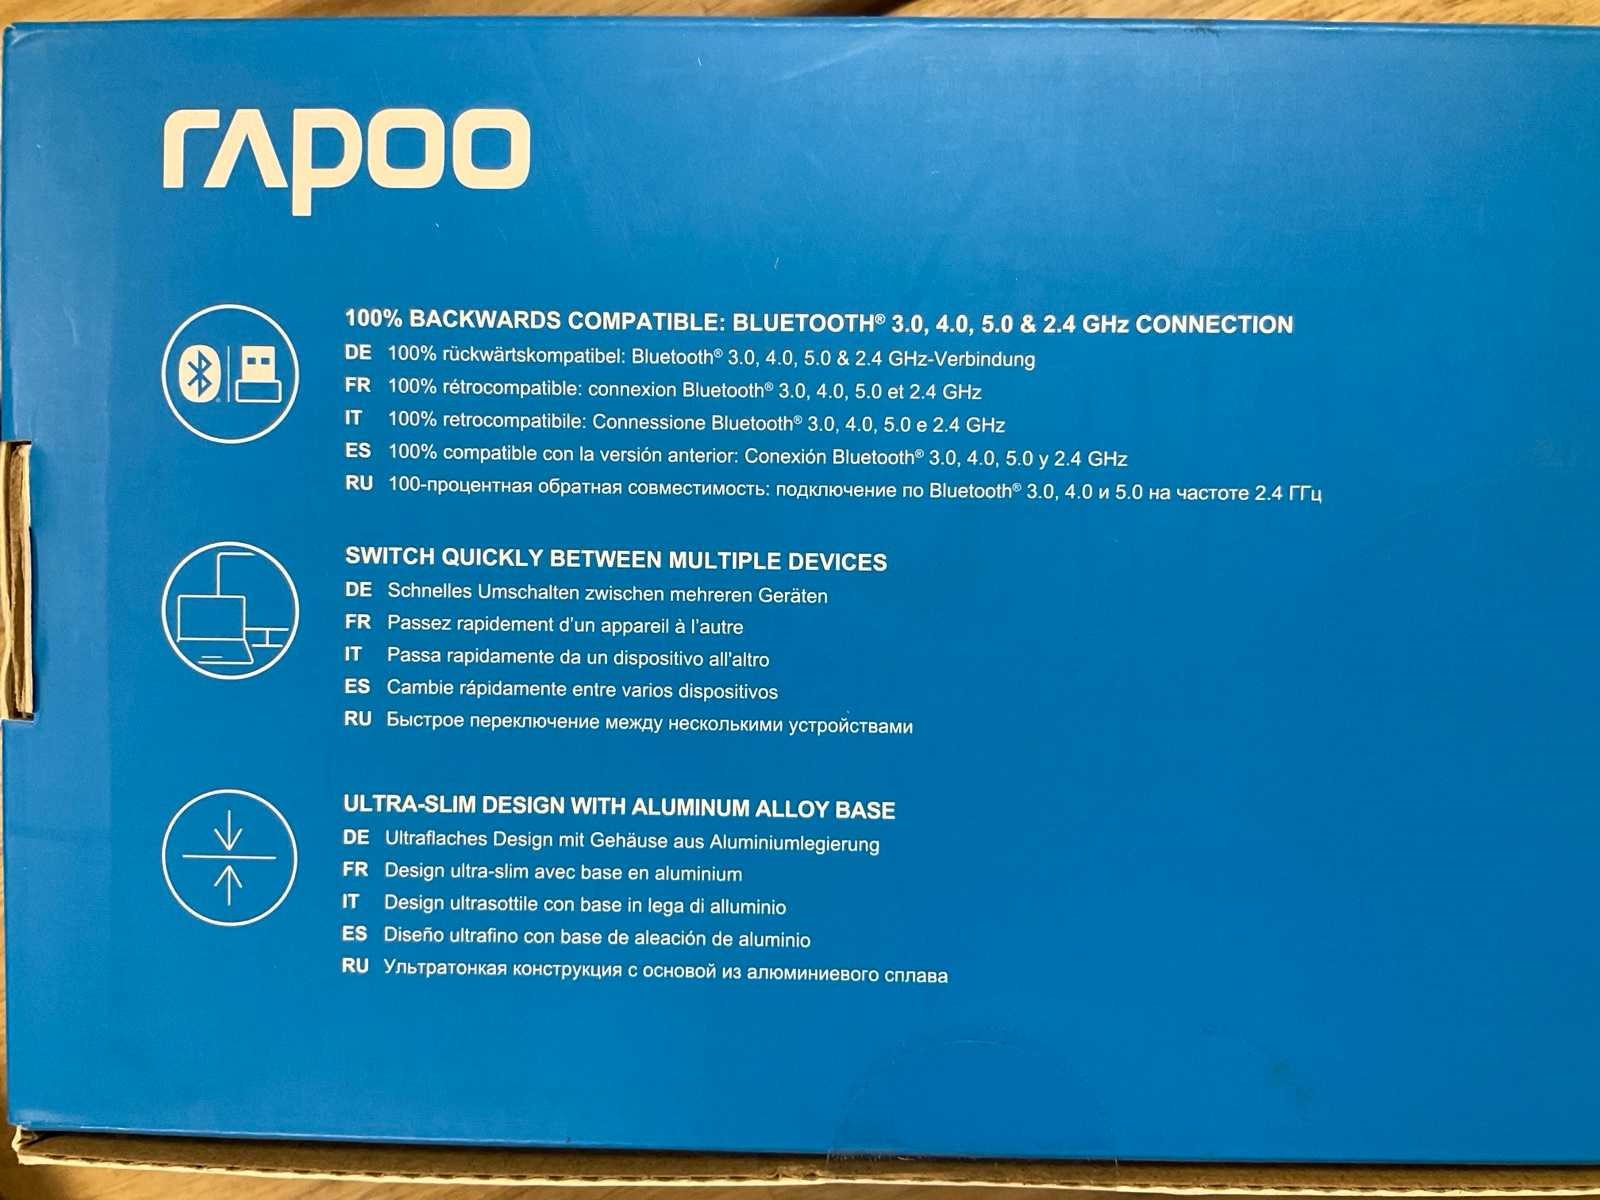 rapoo
100% BACKWARDS COMPATIBLE: BLUETOOTH® 3.0, 4.0, 5.0 & 2.4 GHz CONNECTION
DE 100% rückwärtskompatibel: Bluetooth® 3.0, 4.0, 5.0 & 2.4 GHz-Verbindung
FR 100% rétrocompatible: connexion Bluetooth® 3.0, 4.0, 5.0 et 2.4 GHz
IT 100% retrocompatibile: Connessione Bluetooth® 3.0, 4.0, 5.0 e 2.4 GHz
ES 100% compatible con la versión anterior: Conexión Bluetooth® 3.0, 4.0, 5.0 y 2.4 GHz
RU 100-процентная обратная совместимость: подключение по Bluetooth® 3.0, 4.0 и 5.0 на частоте 2.4 ГГц
SWITCH QUICKLY BETWEEN MULTIPLE DEVICES
DE Schnelles Umschalten zwischen mehreren Geräten
FR Passez rapidement d'un appareil à l'autre
IT Passa rapidamente da un dispositivo all'altro
ES Cambie rápidamente entre varios dispositivos
RU Быстрое переключение между несколькими устройствами
ULTRA-SLIM DESIGN WITH ALUMINUM ALLOY BASE
DE Ultraflaches Design mit Gehäuse aus Aluminiumlegierung
FR Design ultra-slim avec base en aluminium
IT Design ultrasottile con base in lega di alluminio
ES Diseño ultrafino con base de aleación de aluminio
RU Ультратонкая конструкция с основой из алюминиевого сплава